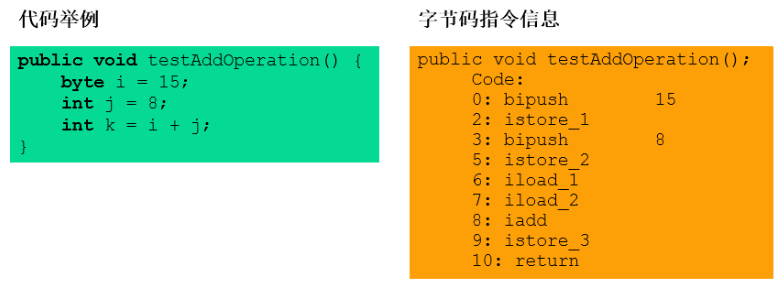 代码举例
public void testAddOperation() {
    byte i = 15;
    int j = 8;
    int k = i + j;
}
字节码指令信息
public void testAddOperation();
     Code:
     0: bipush        15
     2: istore_1
     3: bipush        8
     5: istore_2
     6: iload_1
     7: iload_2
     8: iadd
     9: istore_3
     10: return